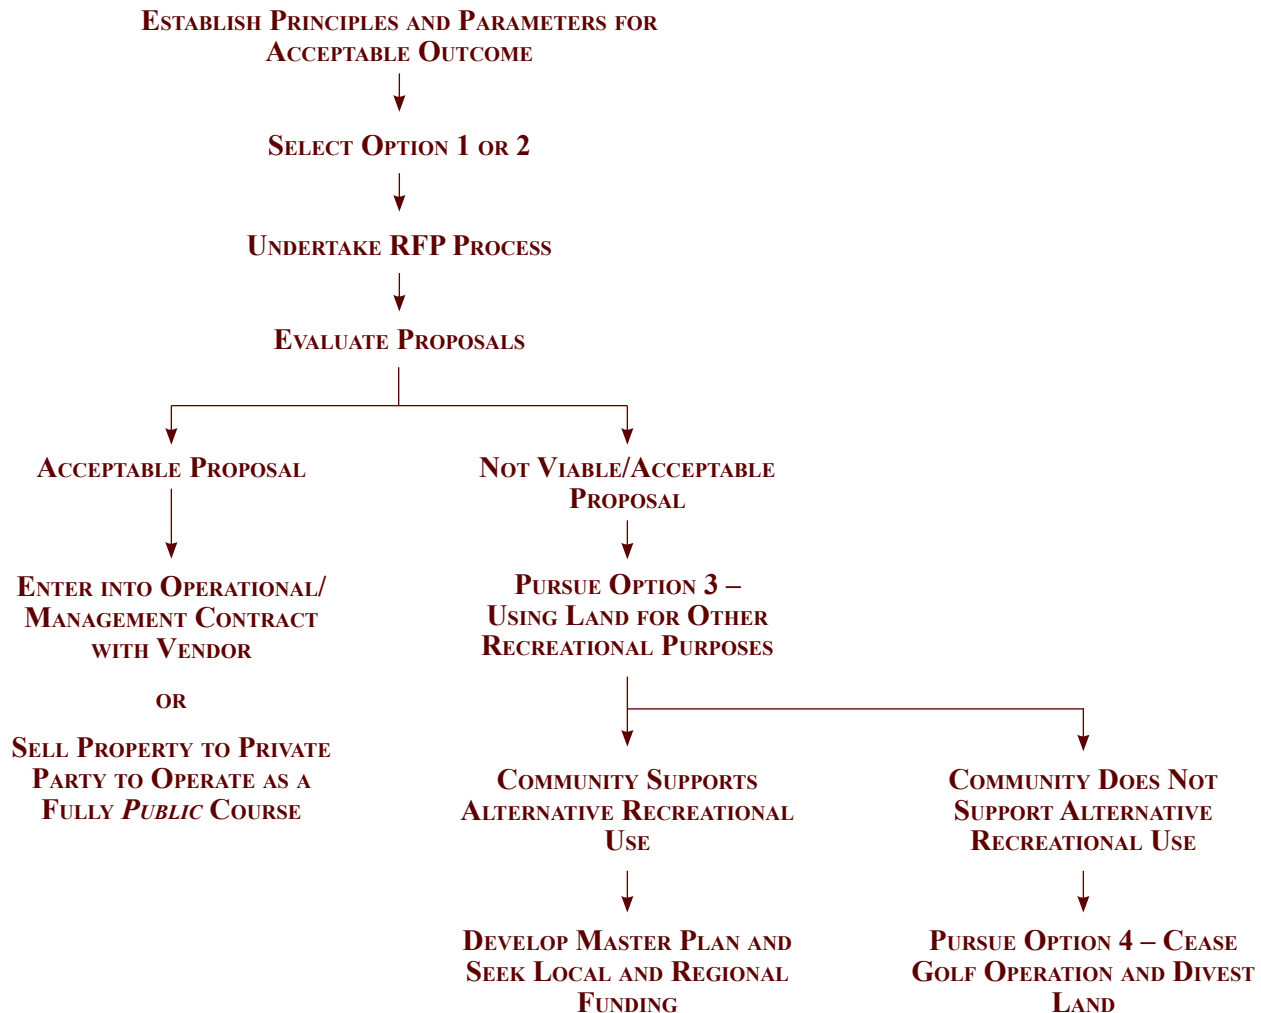 Establish Principles and Parameters for
Acceptable Outcome
Select Option 1 or 2
Undertake RFP Process
Evaluate Proposals
Acceptable Proposal
Enter into Operational/
Management Contract
with Vendor
or
Sell Property to Private
Party to Operate as a
Fully Public Course
Not Viable/Acceptable
Proposal
Pursue Option 3 –
Using Land for Other
Recreational Purposes
Community Supports
Alternative Recreational
Use
Develop Master Plan and
Seek Local and Regional
Funding
Community Does Not
Support Alternative
Recreational Use
Pursue Option 4 – Cease
Golf Operation and Divest
Land